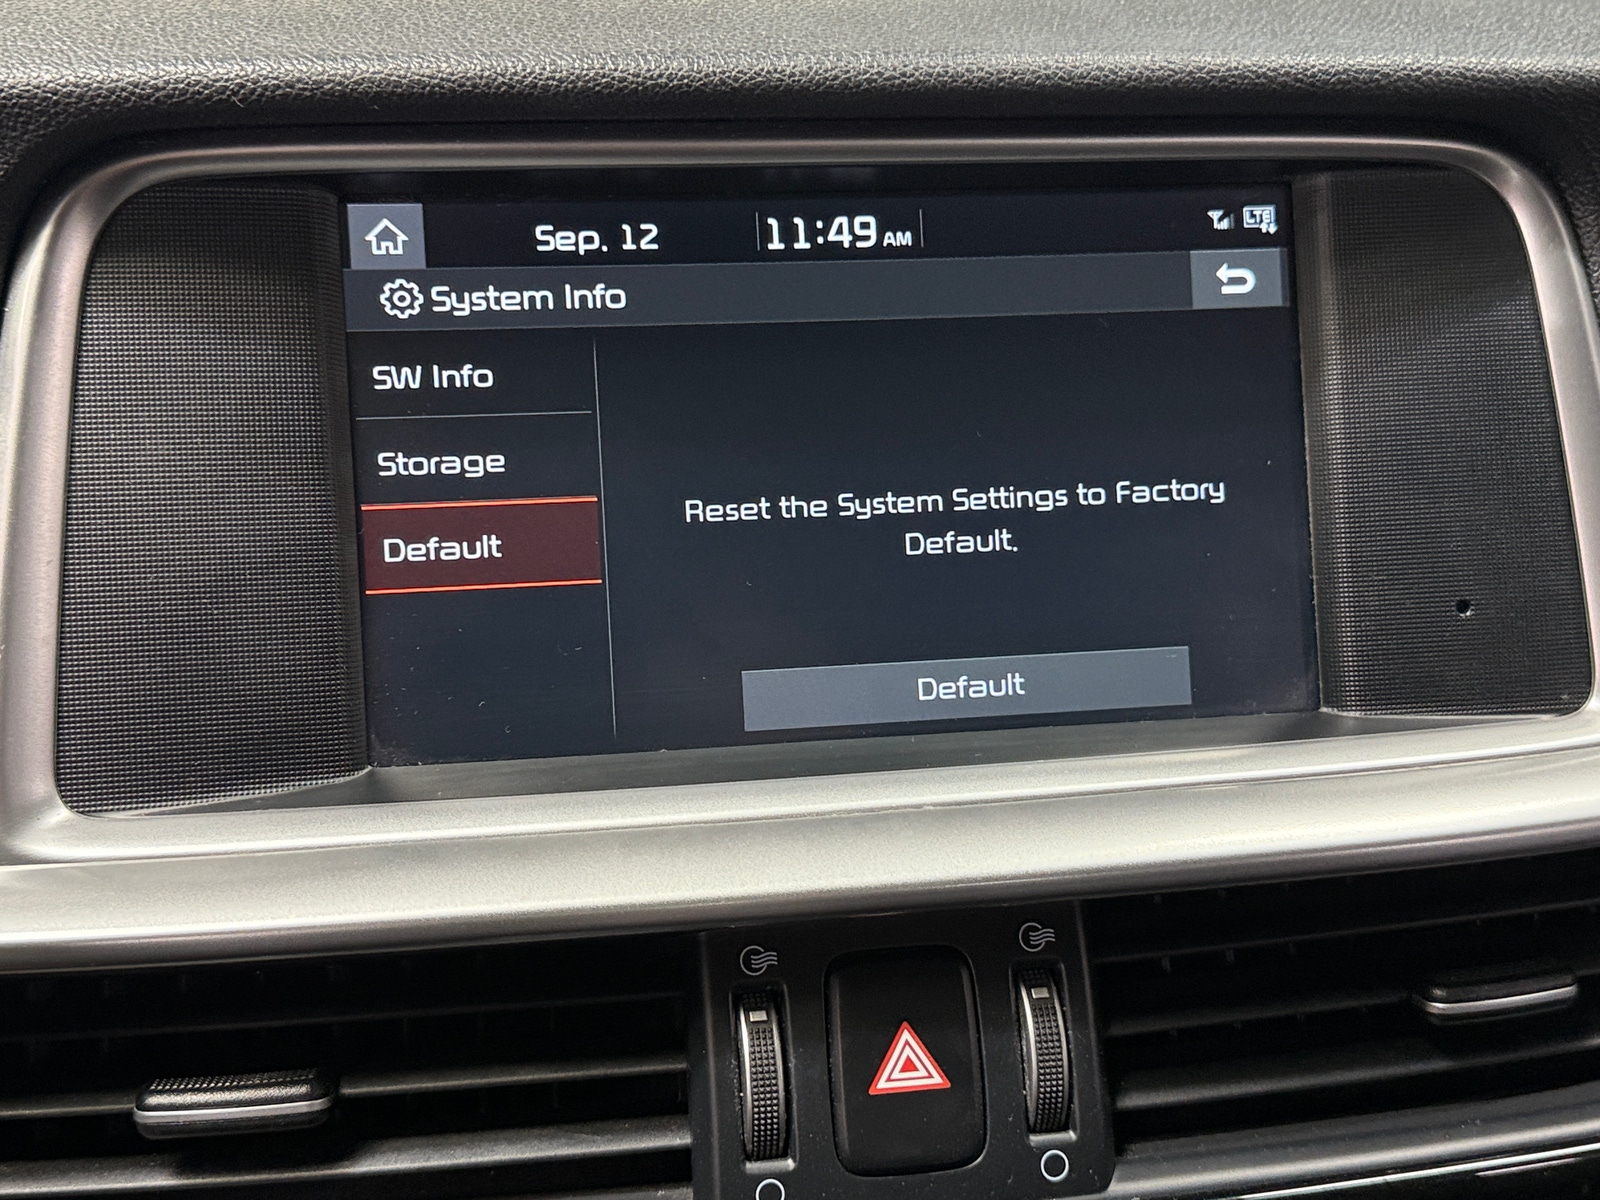 Sep. 12
11:49 AM
LTE
System Info
SW Info
Storage
Default
Reset the System Settings to Factory
Default.
Default